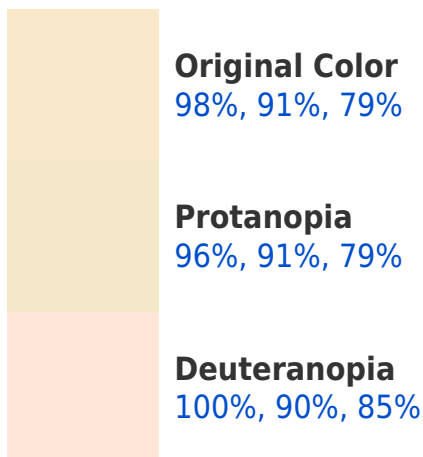 Original Color
98%, 91%, 79%
Protanopia
96%, 91%, 79%
Deuteranopia
100%, 90%, 85%